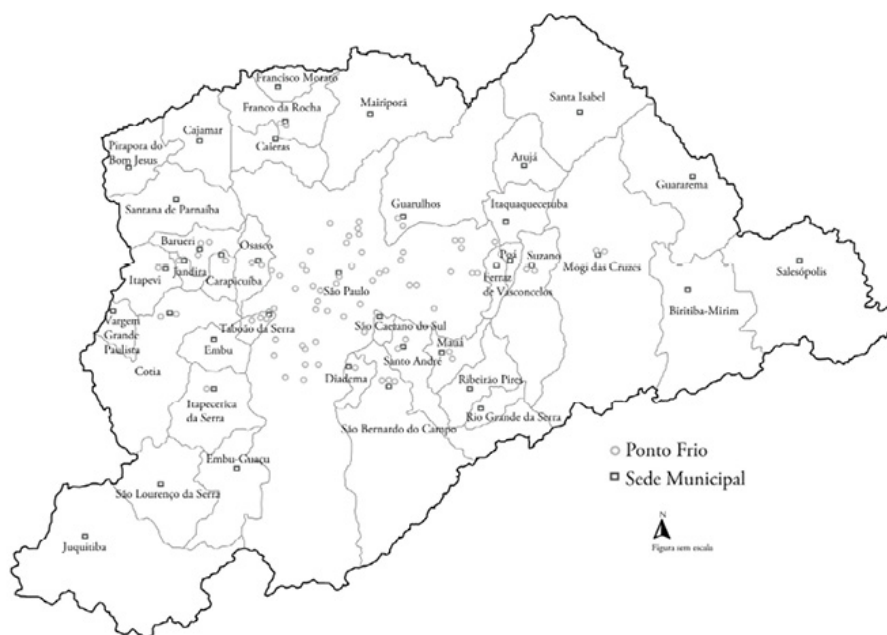 Francisco Morato
Franco da Rocha
Mairiporã
Santa Isabel
Cajamar
Caieras
Pirapora do
Bom Jesus
Arujá
Guararema
Santana de Parnaíba
Guarulhos
Itaquaquecetuba
Barueri
Osasco
Itapevi
Jandira
Carapicuíba
São Paulo
Poá
Suzano
Ferraz
de Vasconcelos
Mogi das Cruzes
Salesópolis
Biritiba-Mirim
Vargem
Grande
Paulista
Taboão da Serra
São Caetano do Sul
Embu
Mauá
Santo André
Cotia
Diadema
Ribeirão Pires
Itapecerica
da Serra
Rio Grande da Serra
São Bernardo do Campo
Embu-Guaçu
São Lourenço da Serra
Juquitiba
Ponto Frio
Sede Municipal
N
Figura sem escala